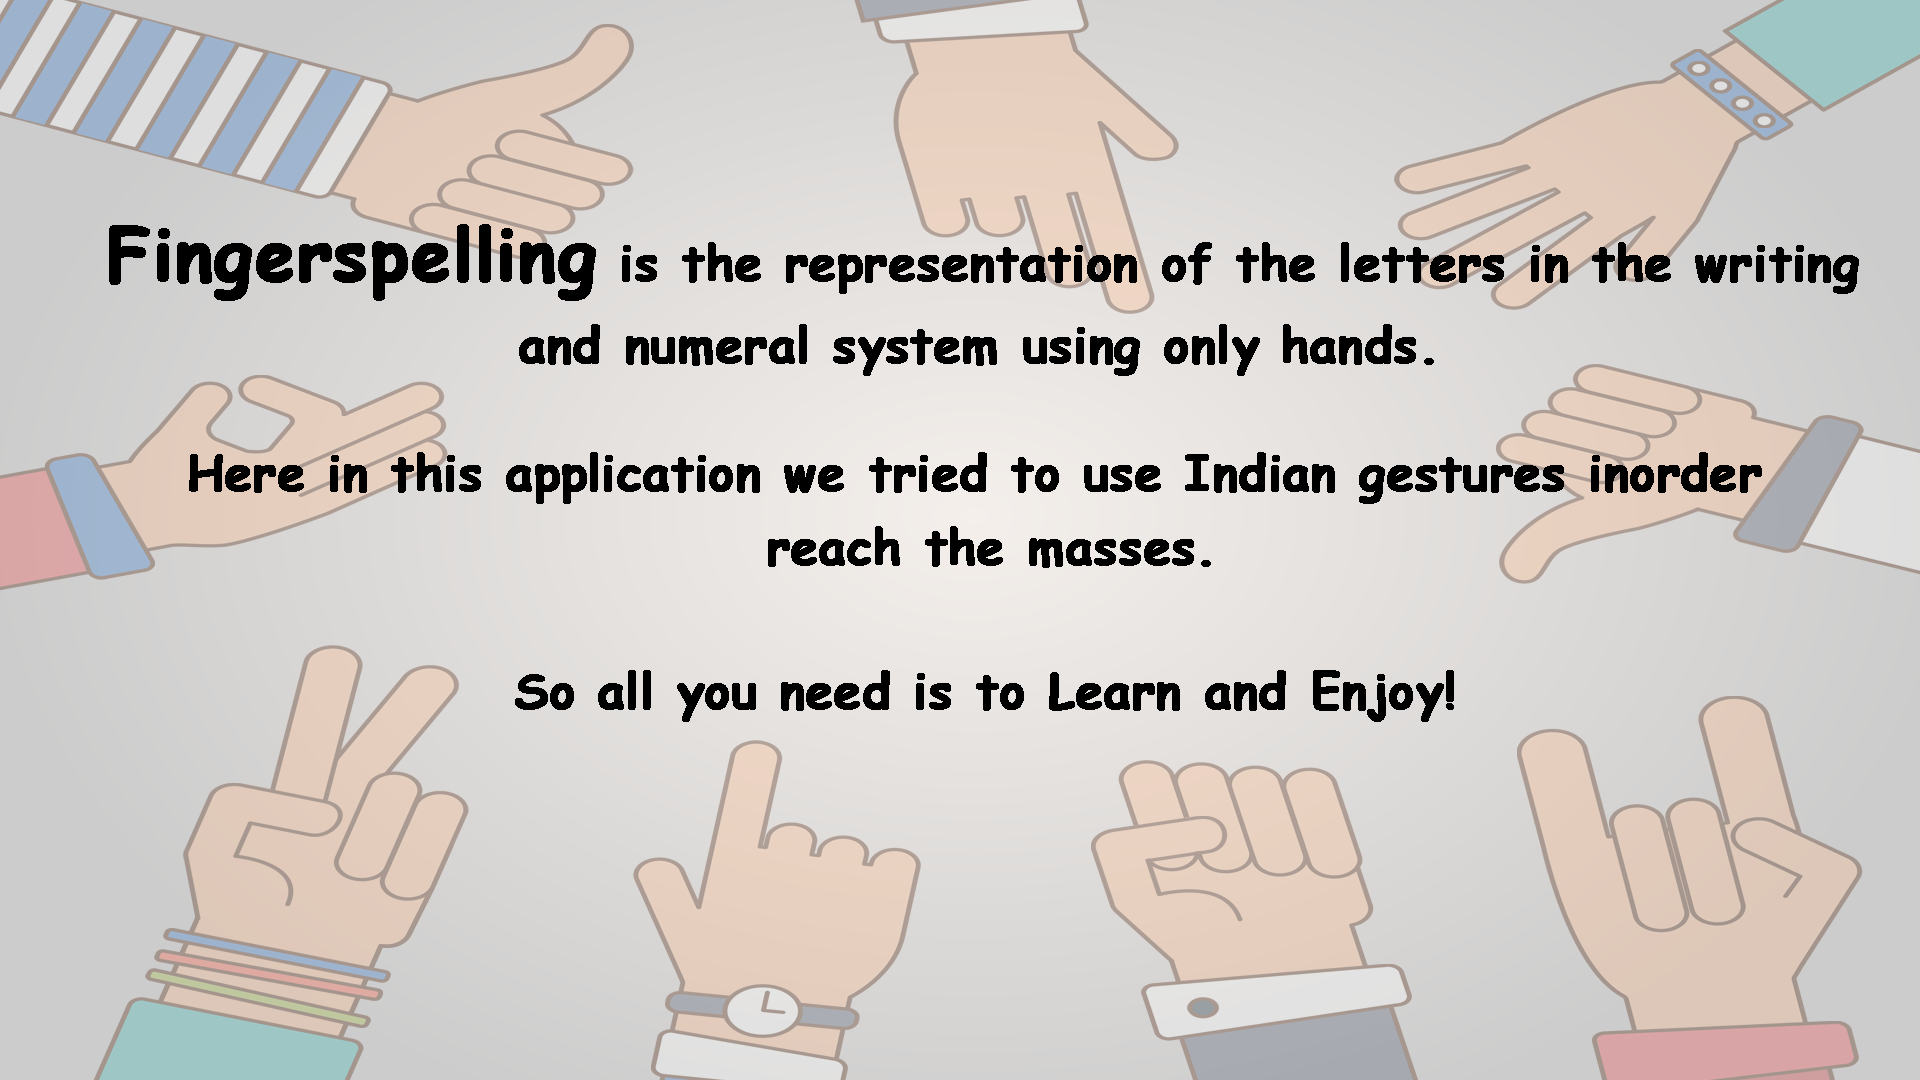 Fingerspelling is the representation of the letters in the writing
and numeral system using only hands.
Here in this application we tried to use Indian gestures inorder
reach the masses.
So all you need is to Learn and Enjoy!